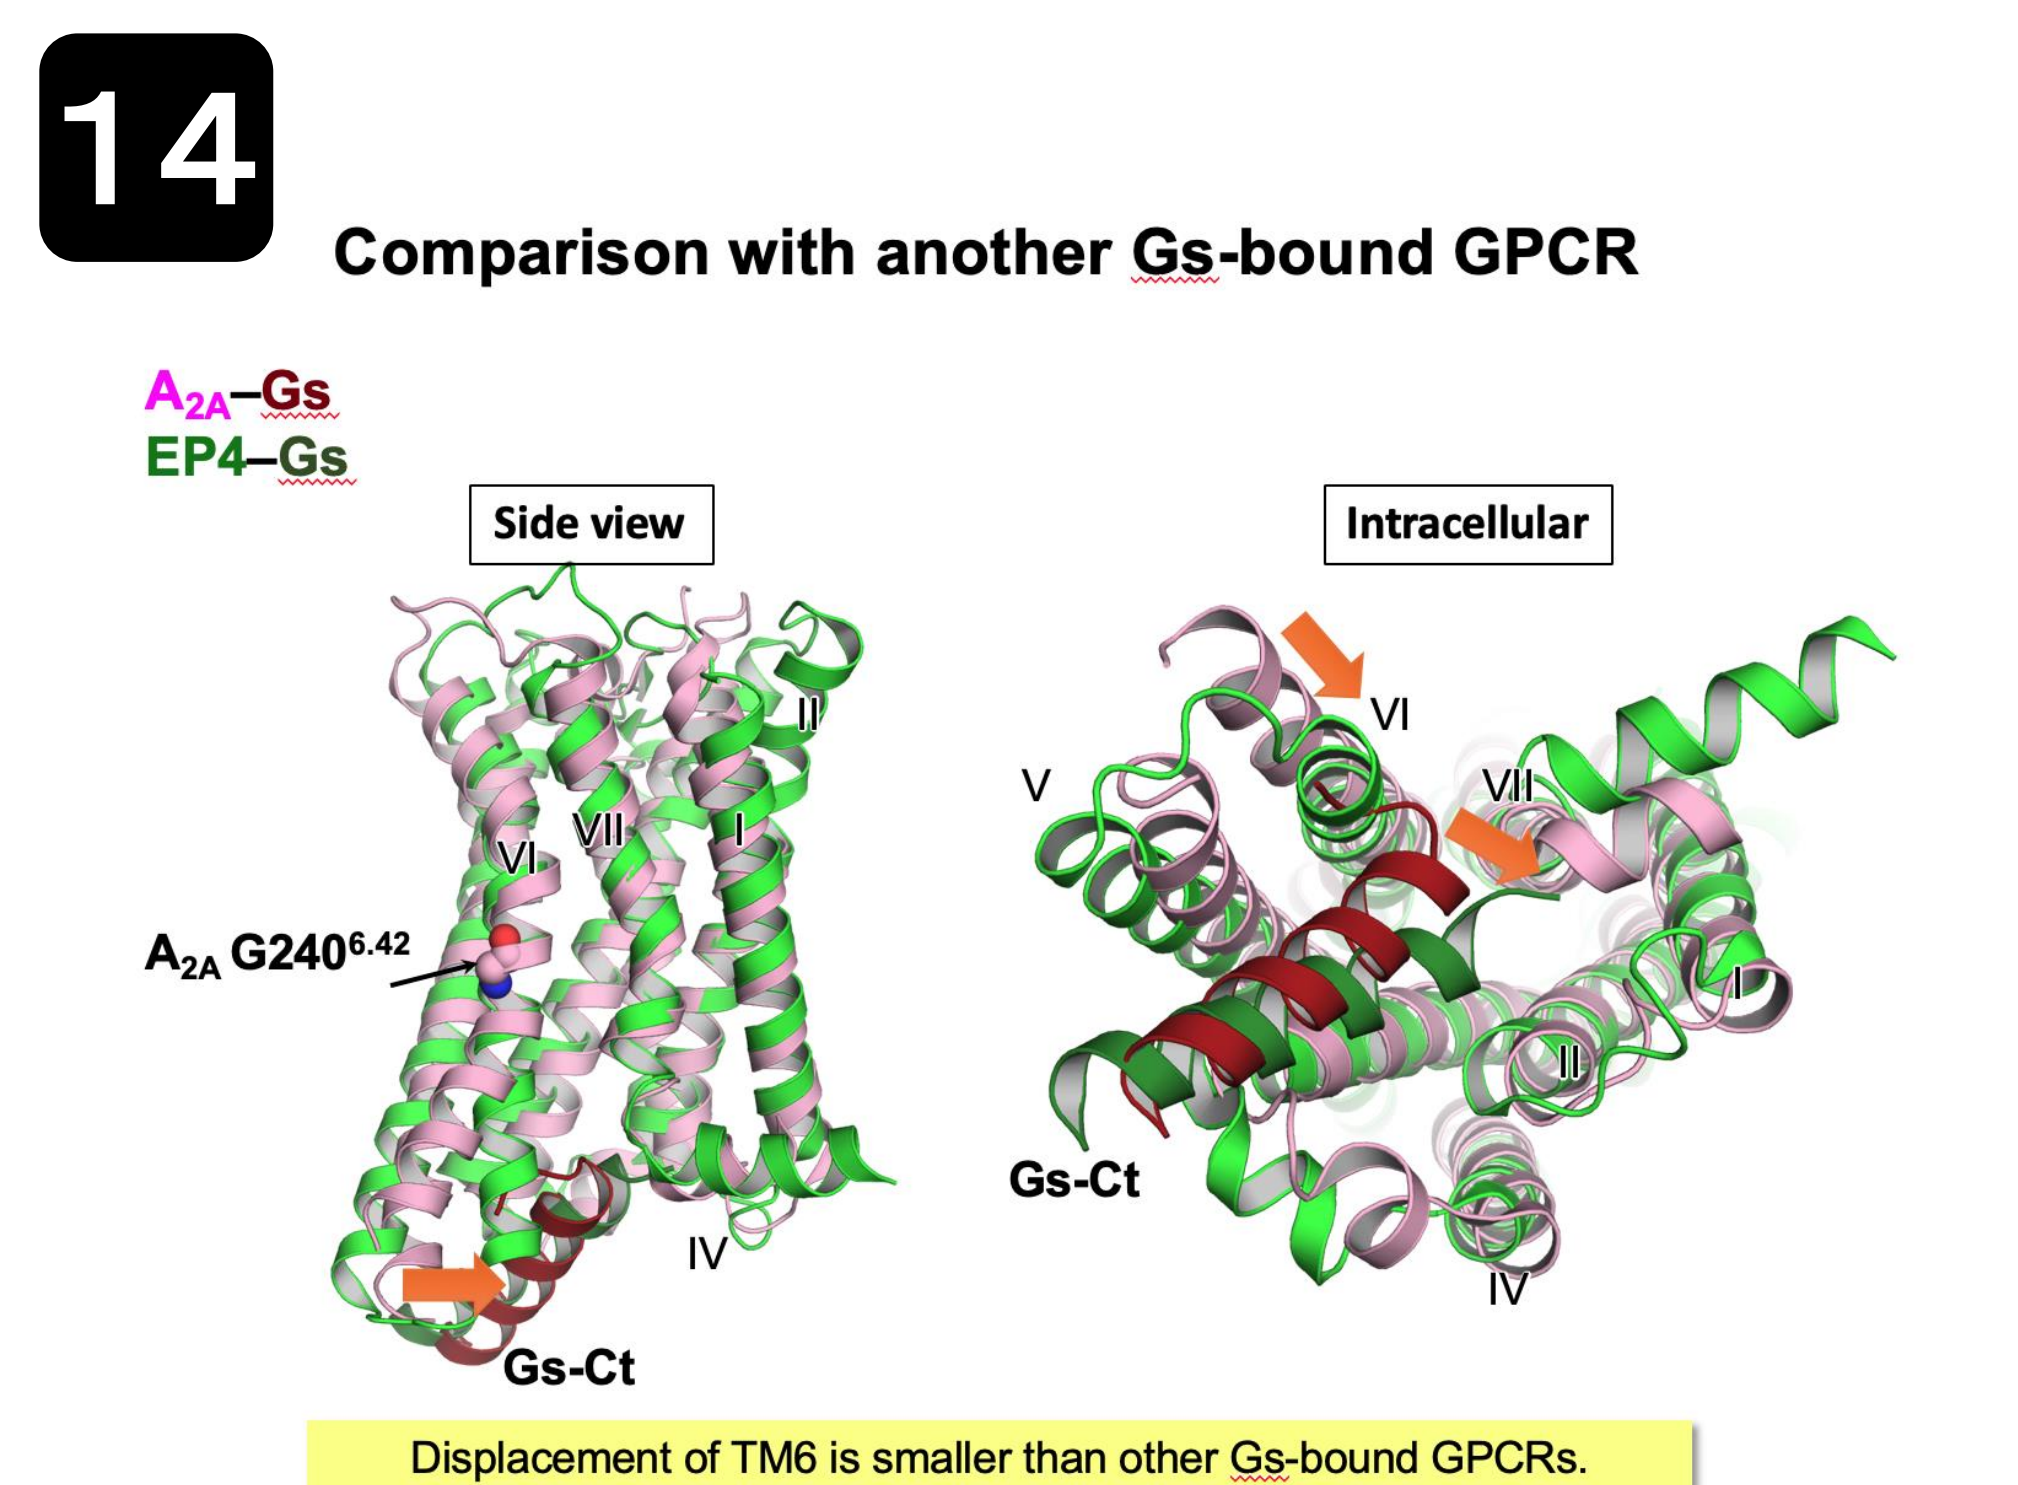 14
Comparison with another Gs-bound GPCR
A2A–Gs
EP4–Gs
Side view
Intracellular
II
VII
I
VI
A2A G2406.42
IV
Gs-Ct
VI
V
VII
I
II
Gs-Ct
IV
Displacement of TM6 is smaller than other Gs-bound GPCRs.